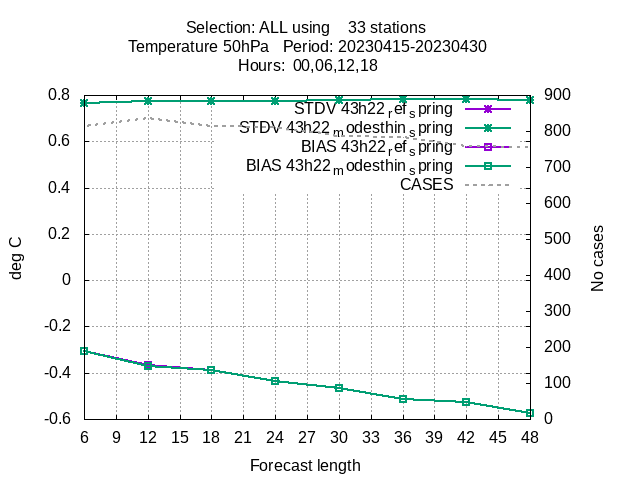 Selection: ALL using    33 stations
Temperature 50hPa   Period: 20230415-20230430
Hours:  00,06,12,18
STDV 43h22_ref_spring
STDV 43h22_modesthin_spring
BIAS 43h22_ref_spring
BIAS 43h22_modesthin_spring
CASES
0.8
0.6
0.4
0.2
0
-0.2
-0.4
-0.6
deg C
900
800
700
600
500
400
300
200
100
0
No cases
6 9 12 15 18 21 24 27 30 33 36 39 42 45 48
Forecast length